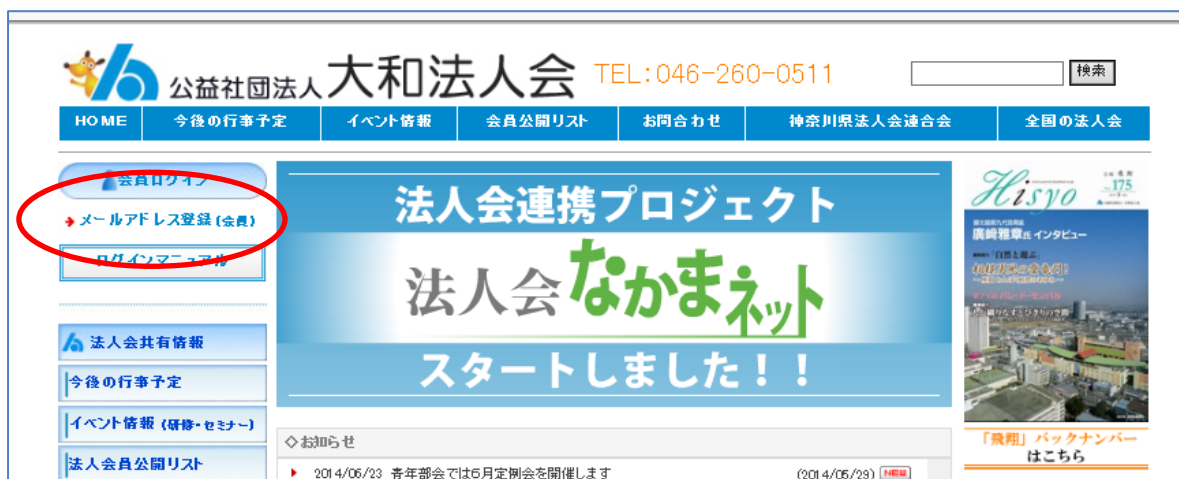 公益社団法人大和法人会 TEL:046-260-0511 検索
HOME 今後の行事予定 イベント情報 会員公開リスト お問合わせ 神奈川県法人会連合会 全国の法人会
会員ログイン
メールアドレス登録(会員)
ログインマニュアル
法人会共有情報
今後の行事予定
イベント情報 (研修・セミナー)
法人会員公開リスト
法人会連携プロジェクト
法人会なかまネット
スタートしました!!
◇お知らせ
2014/06/23 青年部会では6月定例会を開催します (2014/05/29) NEW
Hisyo
175
廣崎雅章氏 インタビュー
「自然と遊ぶ」
「飛翔」バックナンバー
はこちら